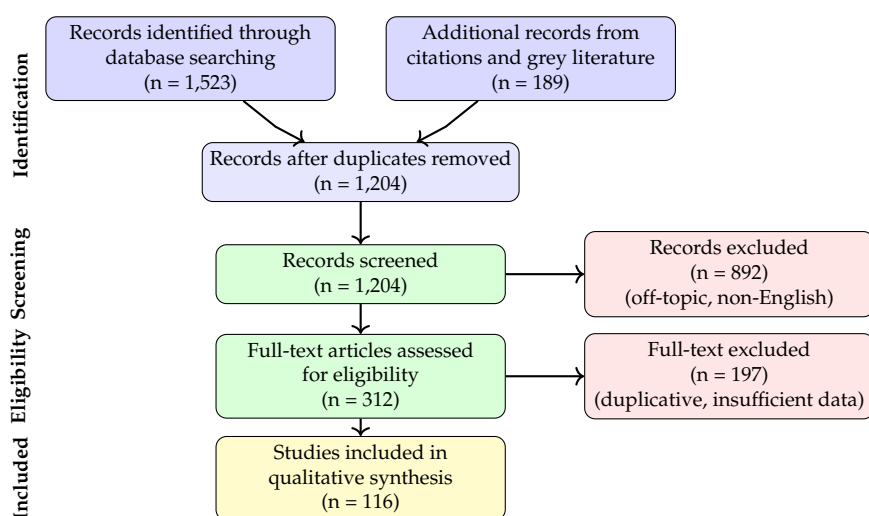 Identification
Records identified through
database searching
(n = 1,523)
Additional records from
citations and grey literature
(n = 189)
Records after duplicates removed
(n = 1,204)
Screening
Records screened
(n = 1,204)
Records excluded
(n = 892)
(off-topic, non-English)
Eligibility
Full-text articles assessed
for eligibility
(n = 312)
Full-text excluded
(n = 197)
(duplicative, insufficient data)
Included
Studies included in
qualitative synthesis
(n = 116)